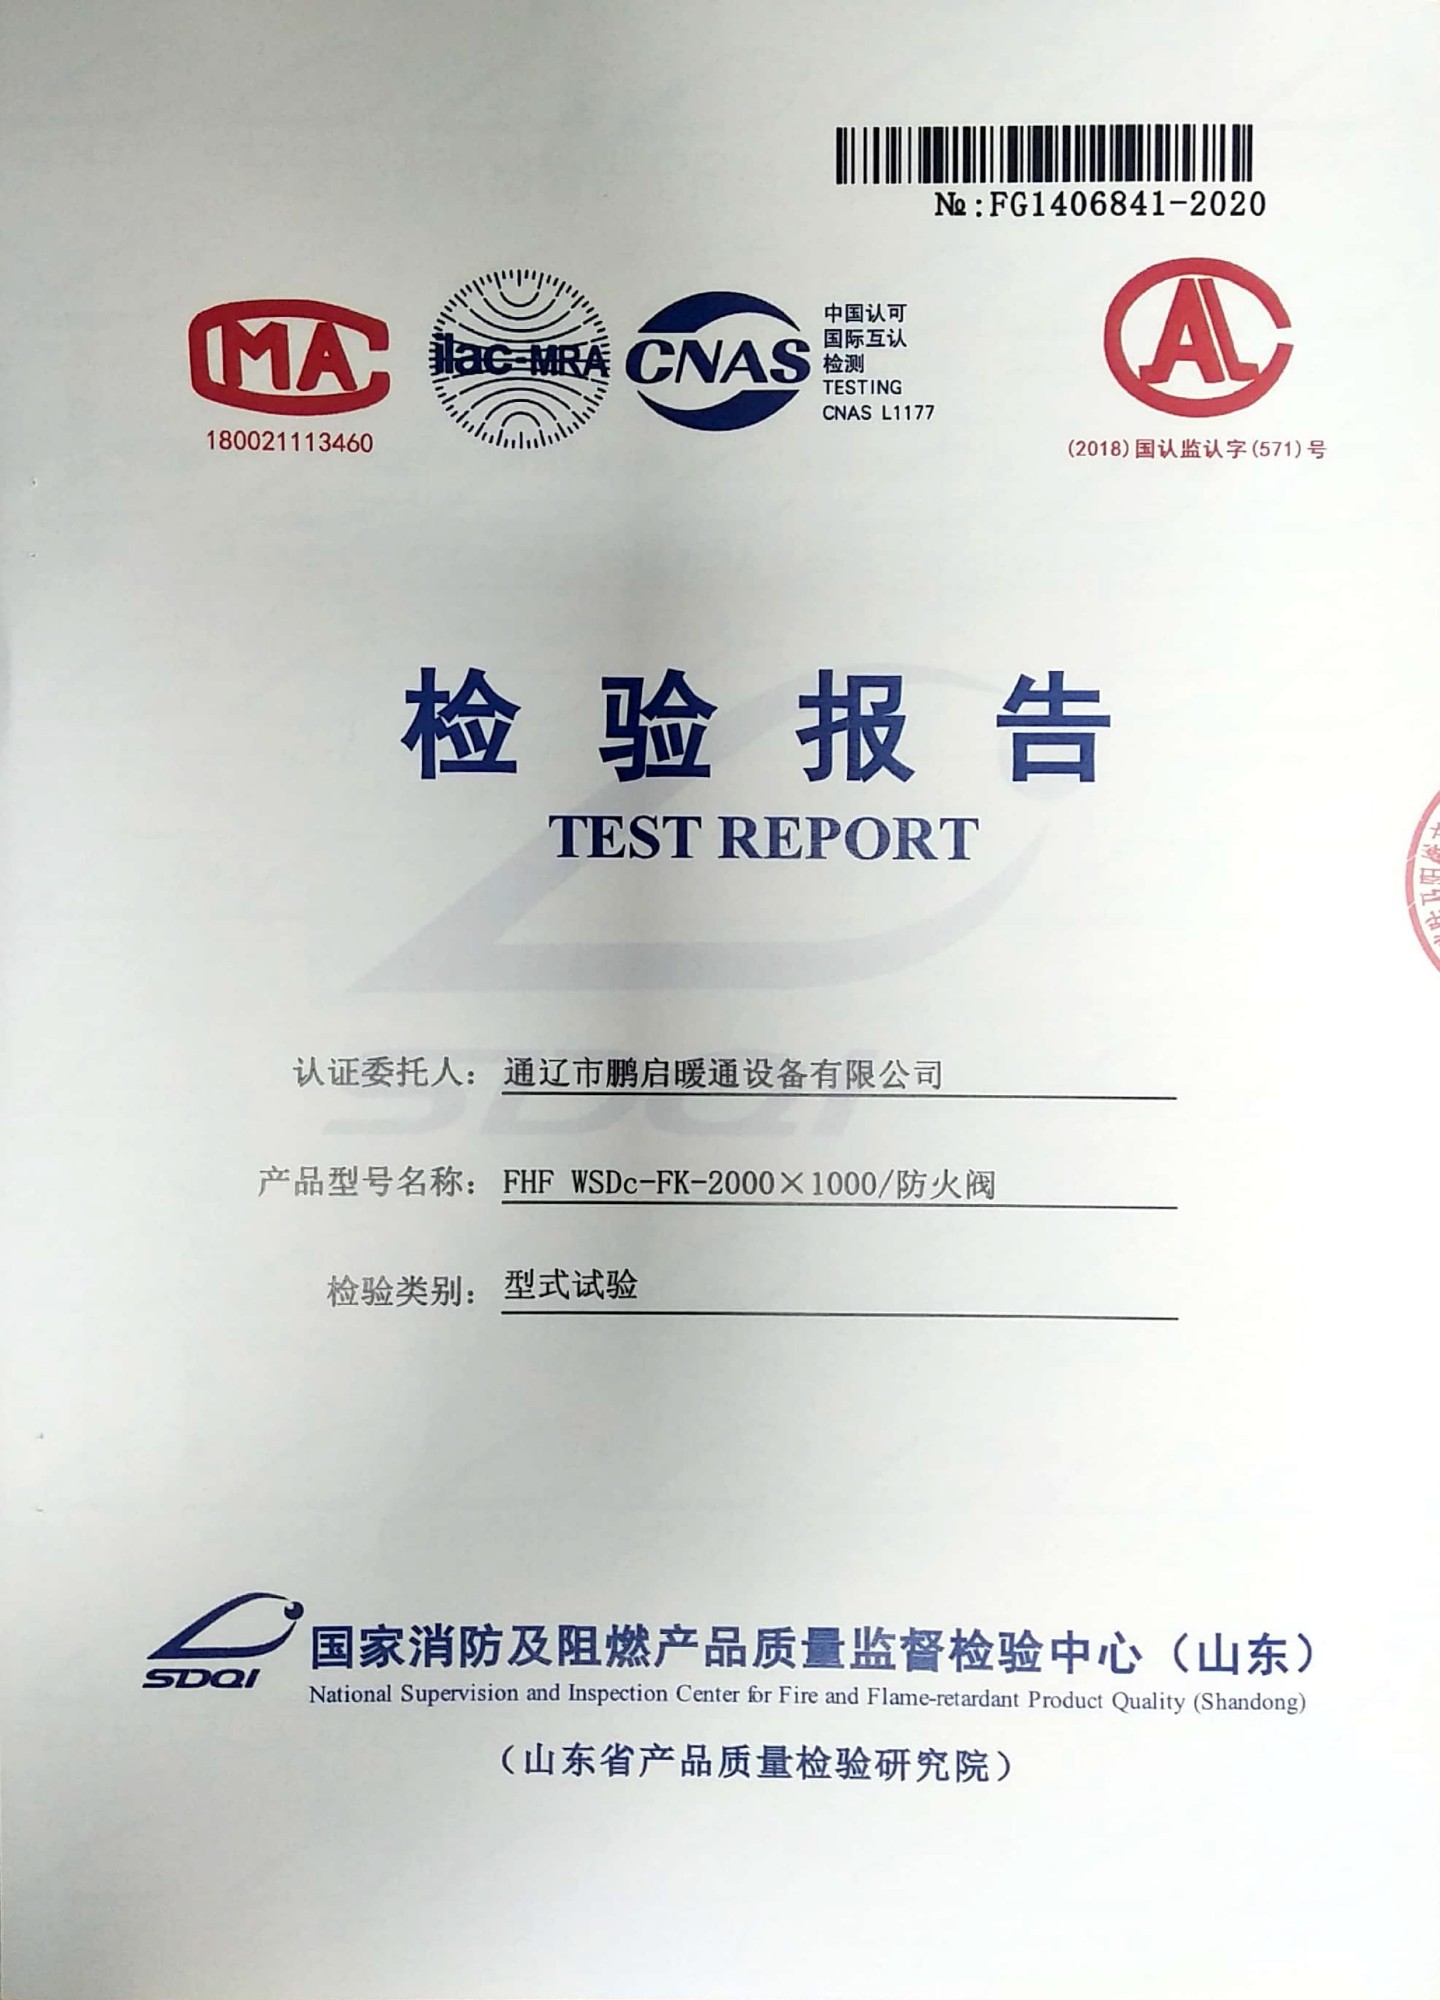 №:FG1406841-2020
MA
180021113460
ilac-MRA
CNAS
中国认可
国际互认
检测
TESTING
CNAS L1177
AL
(2018)国认监认字(571)号
检验报告
TEST REPORT
SDQI
认证委托人：通辽市鹏启暖通设备有限公司
产品型号名称：FHF WSDc-FK-2000×1000/防火阀
检验类别：型式试验
SDQI
国家消防及阻燃产品质量监督检验中心（山东）
National Supervision and Inspection Center for Fire and Flame-retardant Product Quality (Shandong)
（山东省产品质量检验研究院）